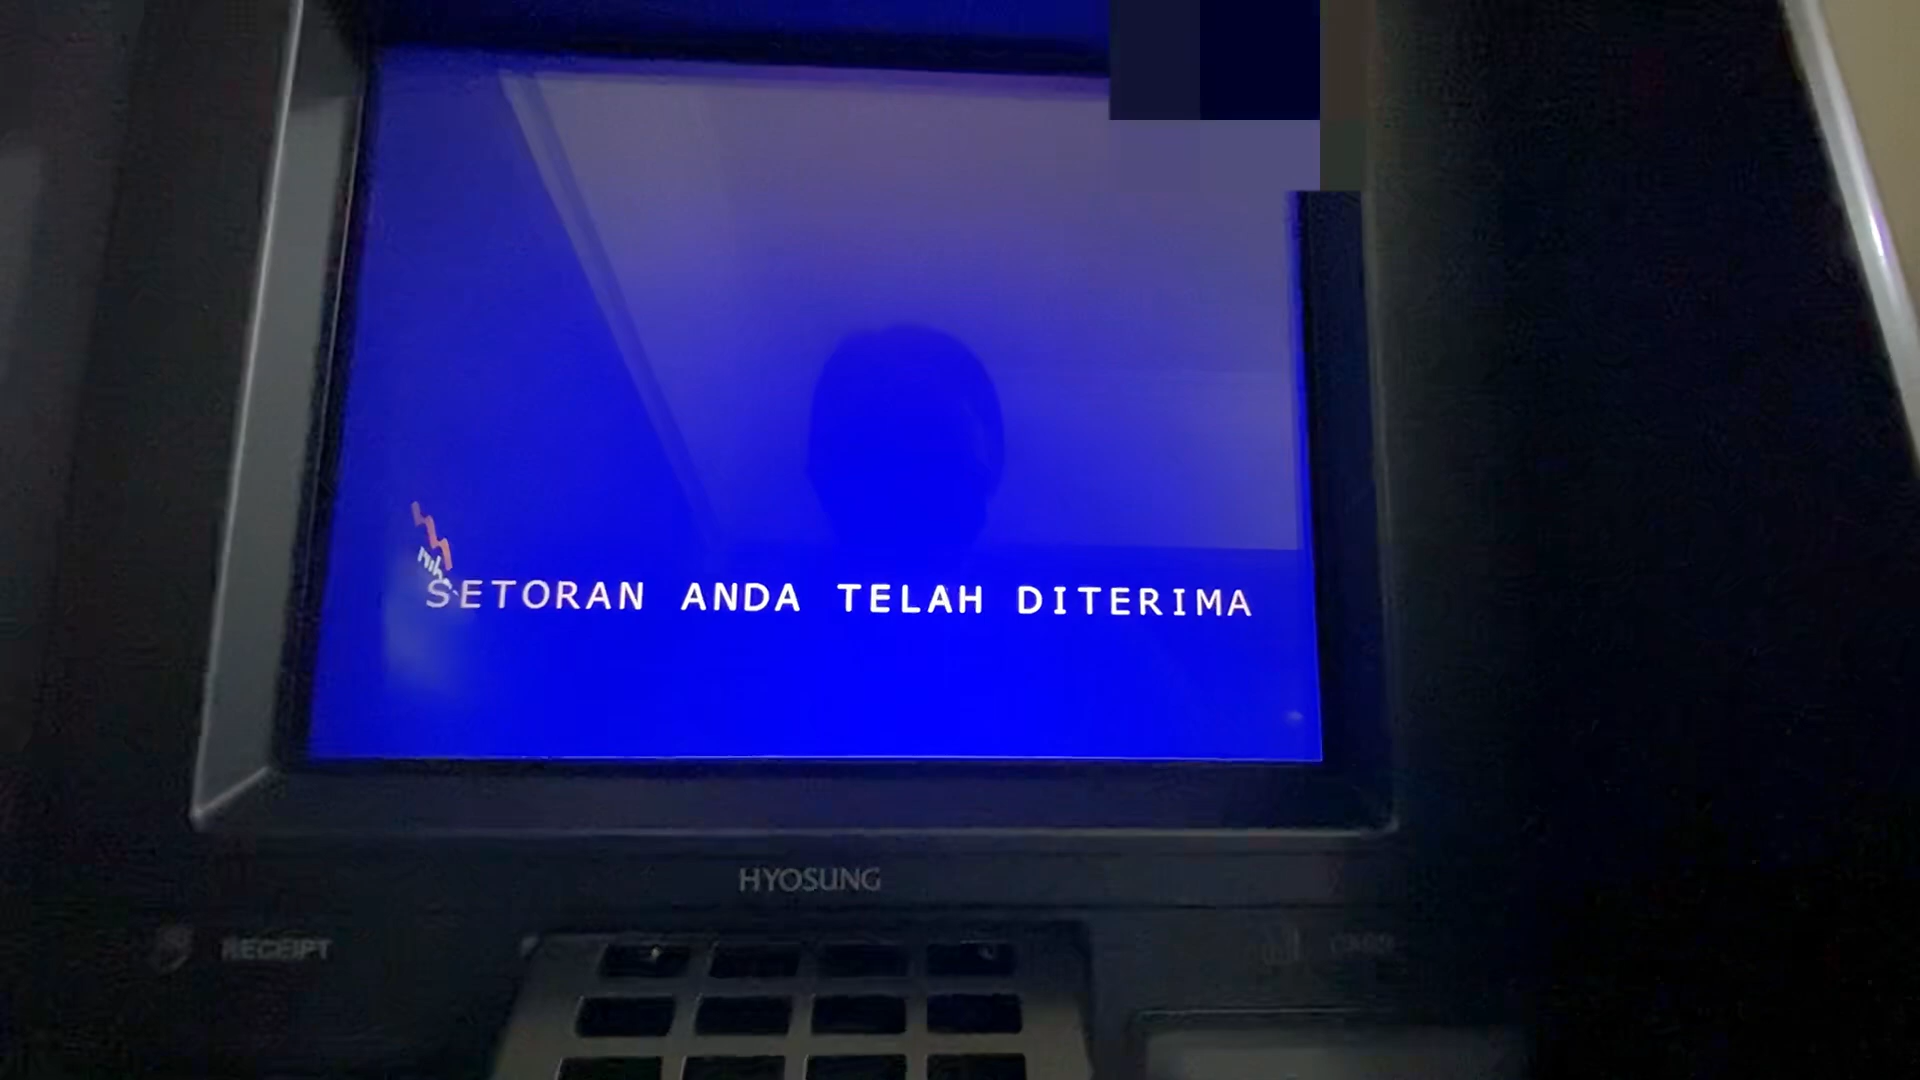 SETORAN ANDA TELAH DITERIMA
HYOSUNG
RECEIPT